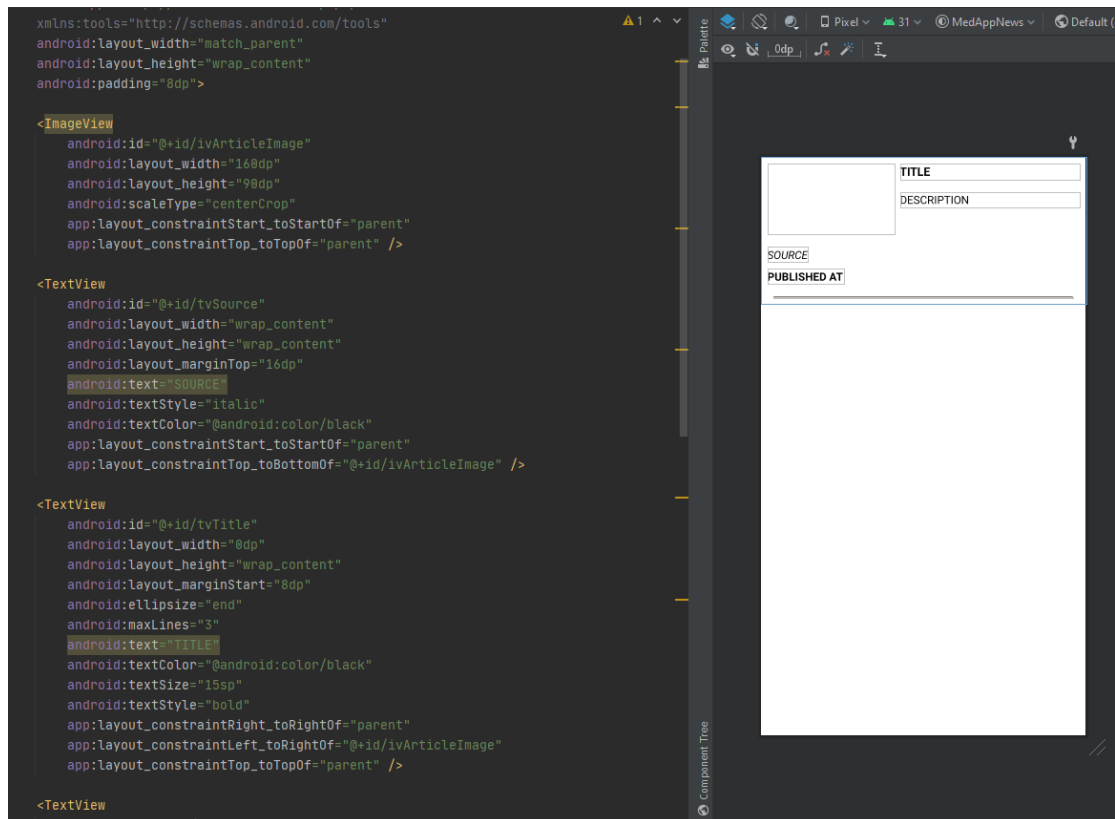 xmlns:tools="http://schemas.android.com/tools"
android:layout_width="match_parent"
android:layout_height="wrap_content"
android:padding="8dp">
<ImageView
android:id="@+id/ivArticleImage"
android:layout_width="160dp"
android:layout_height="90dp"
android:scaleType="centerCrop"
app:layout_constraintStart_toStartOf="parent"
app:layout_constraintTop_toTopOf="parent" />
<TextView
android:id="@+id/tvSource"
android:layout_width="wrap_content"
android:layout_height="wrap_content"
android:layout_marginTop="16dp"
android:text="SOURCE"
android:textStyle="italic"
android:textColor="@android:color/black"
app:layout_constraintStart_toStartOf="parent"
app:layout_constraintTop_toBottomOf="@+id/ivArticleImage" />
<TextView
android:id="@+id/tvTitle"
android:layout_width="0dp"
android:layout_height="wrap_content"
android:layout_marginStart="8dp"
android:ellipsize="end"
android:maxLines="3"
android:text="TITLE"
android:textColor="@android:color/black"
android:textSize="15sp"
android:textStyle="bold"
app:layout_constraintRight_toRightOf="parent"
app:layout_constraintLeft_toRightOf="@+id/ivArticleImage"
app:layout_constraintTop_toTopOf="parent" />
<TextView
1
Palette
Component Tree
Pixel 31 MedAppNews Default (
0dp
TITLE
DESCRIPTION
SOURCE
PUBLISHED AT